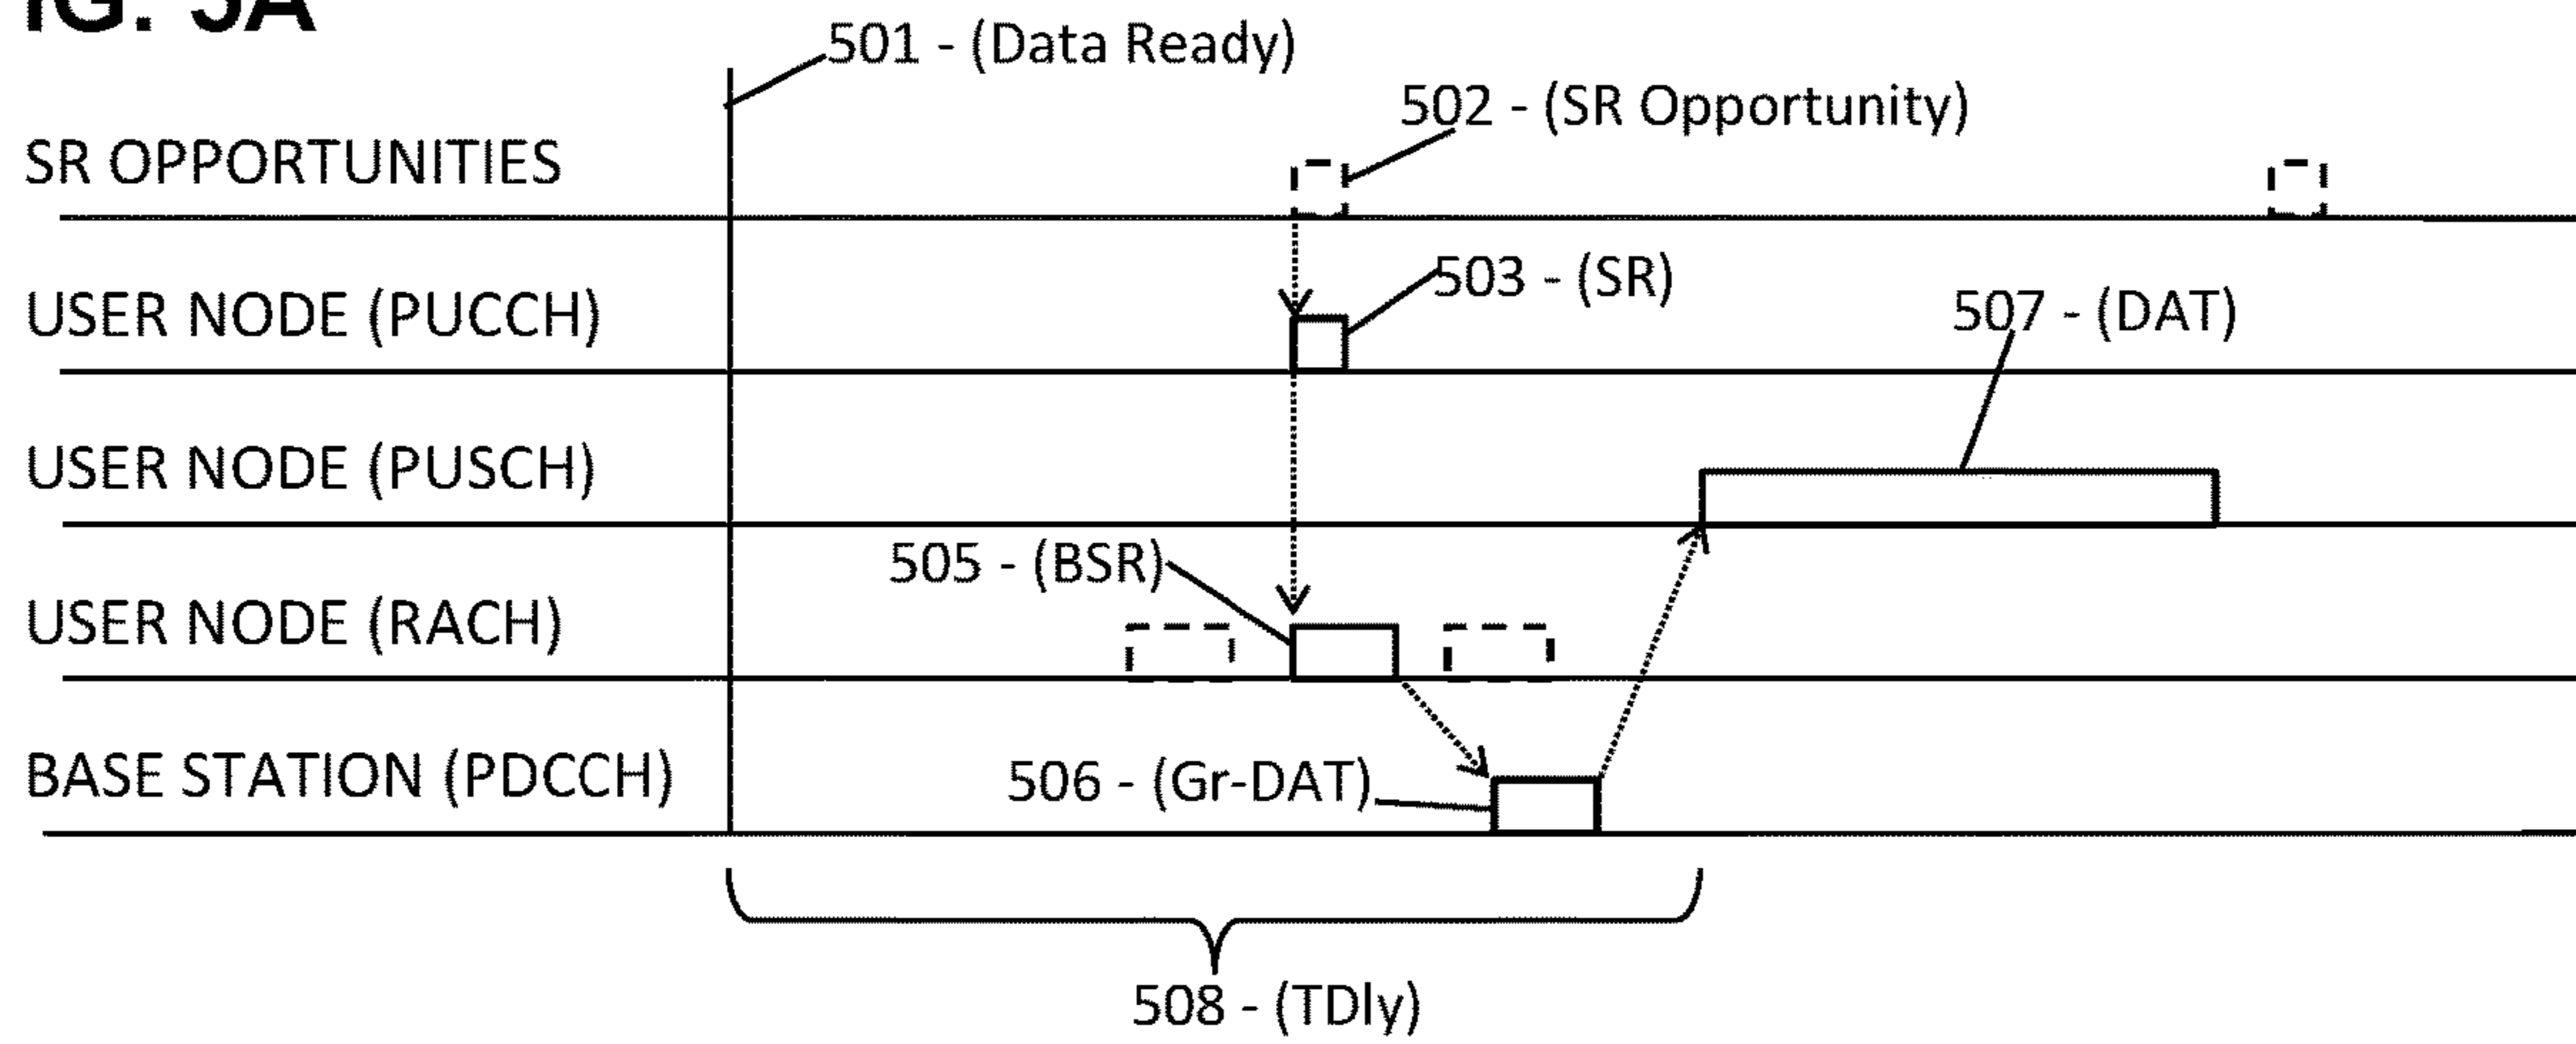 IG. 5A
501 - (Data Ready)
502 - (SR Opportunity)
SR OPPORTUNITIES
503 - (SR)
USER NODE (PUCCH)
507 - (DAT)
USER NODE (PUSCH)
505 - (BSR)
USER NODE (RACH)
506 - (Gr-DAT)
BASE STATION (PDCCH)
508 - (TDly)